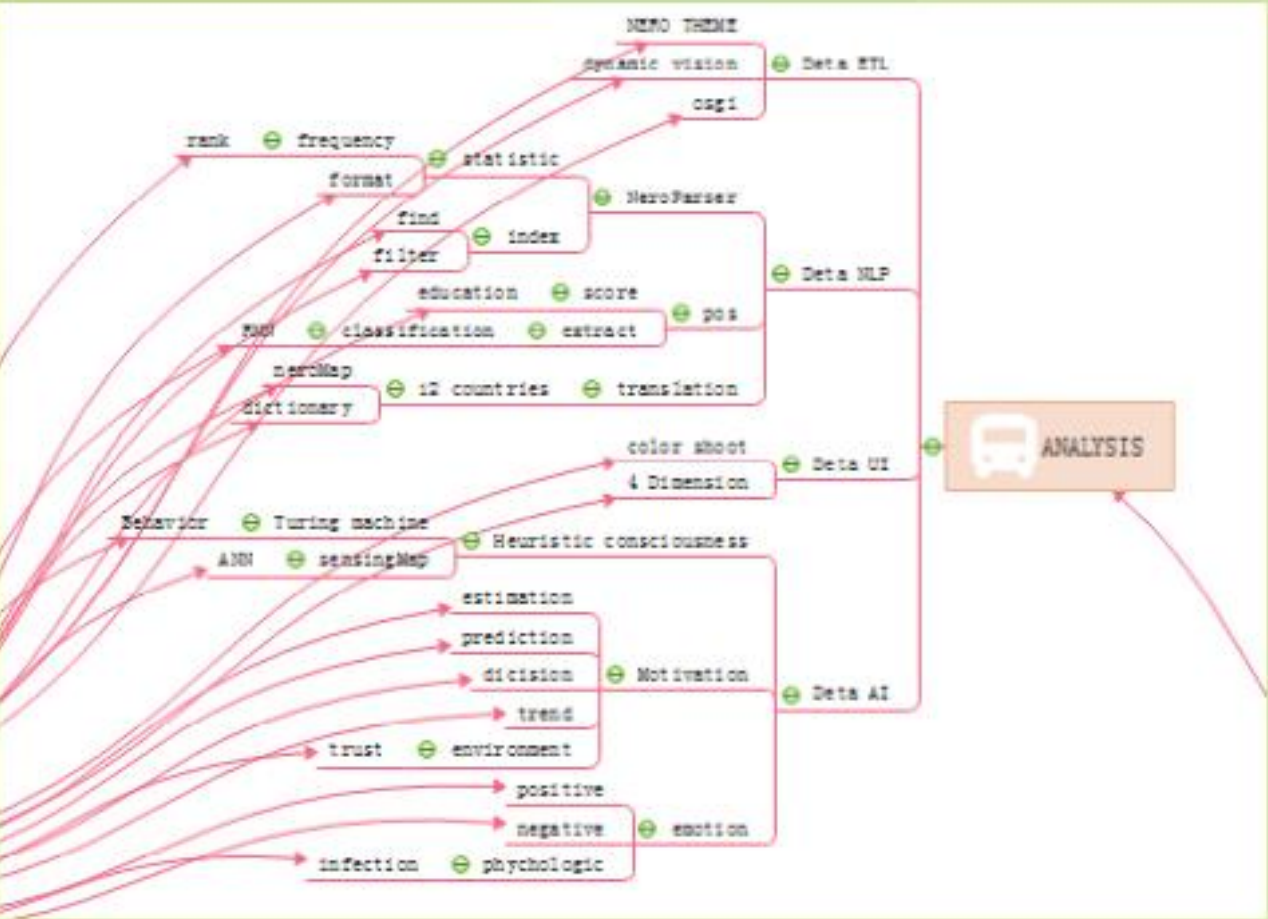 NERO THEME
dynamic vision
Deta ETL
osgi
rank frequency
statistic
format
NeroParser
find
index
filter
Deta NLP
education score
pos
RNN classification extract
neroMap
12 countries translation
dictionary
color shoot
Deta UI
4 Dimension
ANALYSIS
Behavior Turing machine
Heuristic consciousness
ANN sensingMap
estimation
prediction
dicision
Motivation
Deta AI
trend
trust environment
positive
negative
emotion
infection phychologic